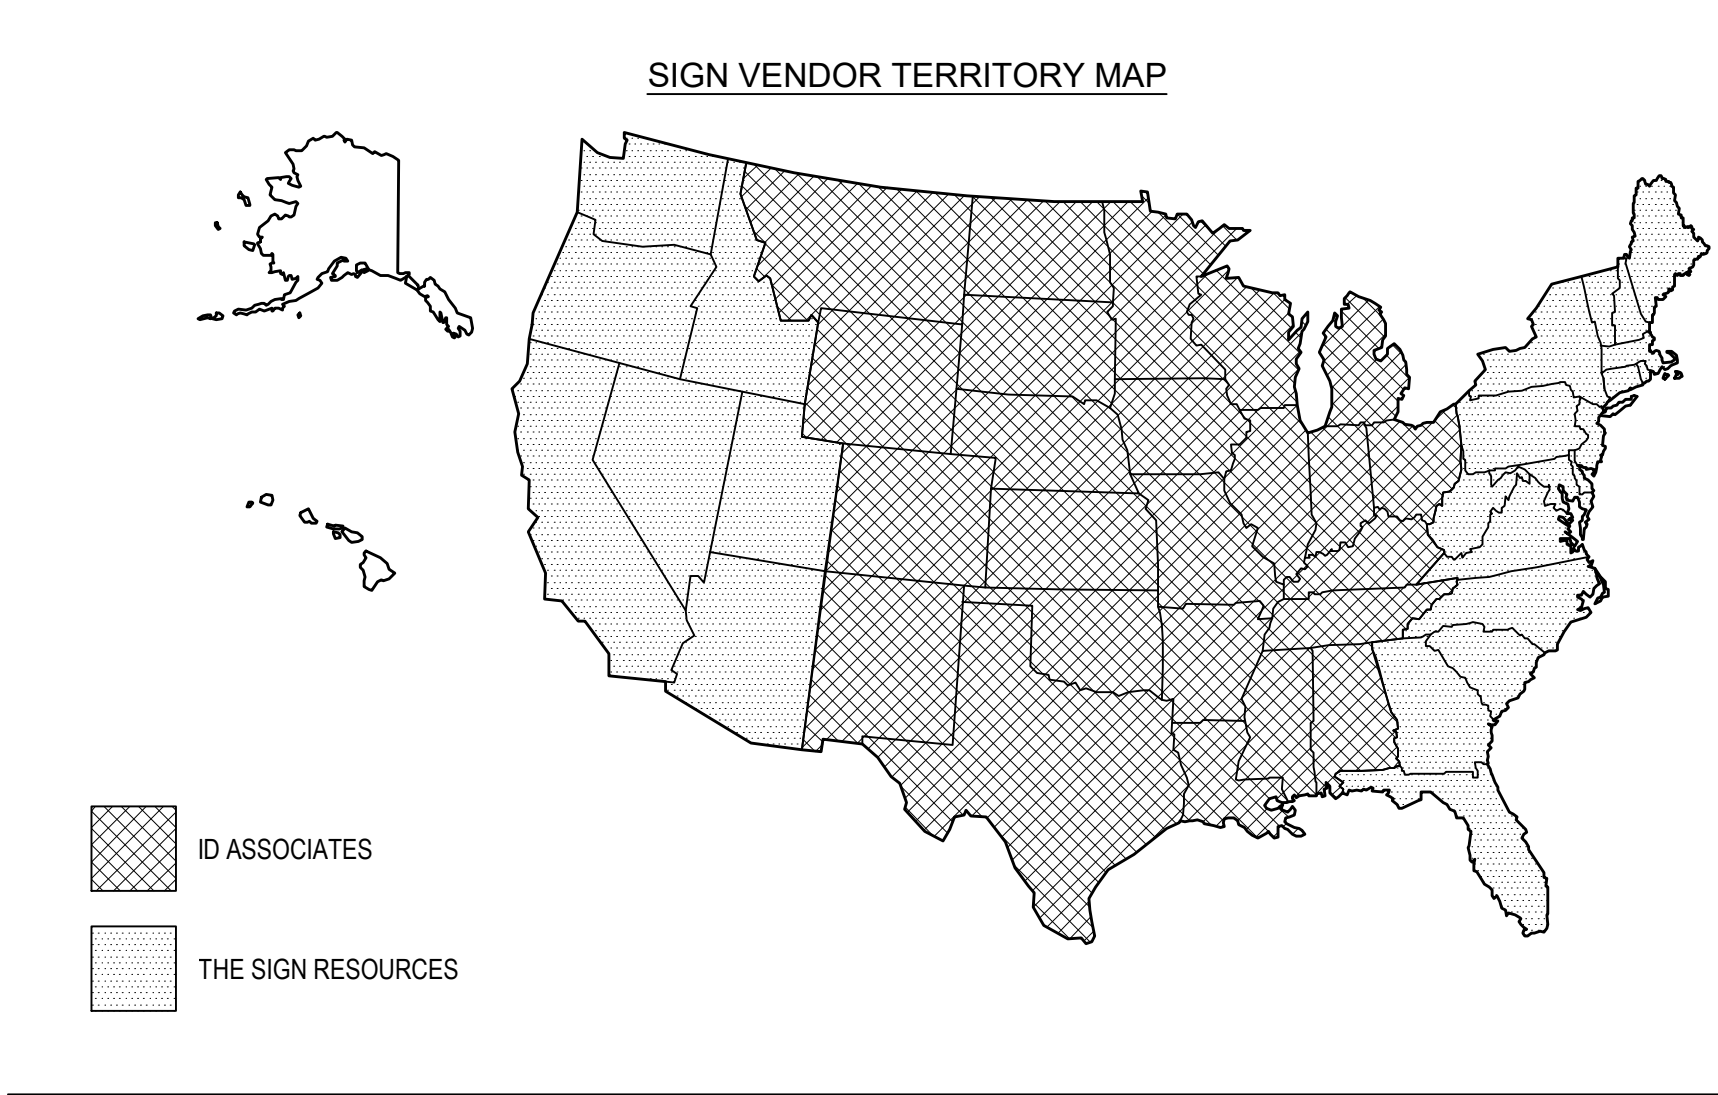 SIGN VENDOR TERRITORY MAP
ID ASSOCIATES
THE SIGN RESOURCES